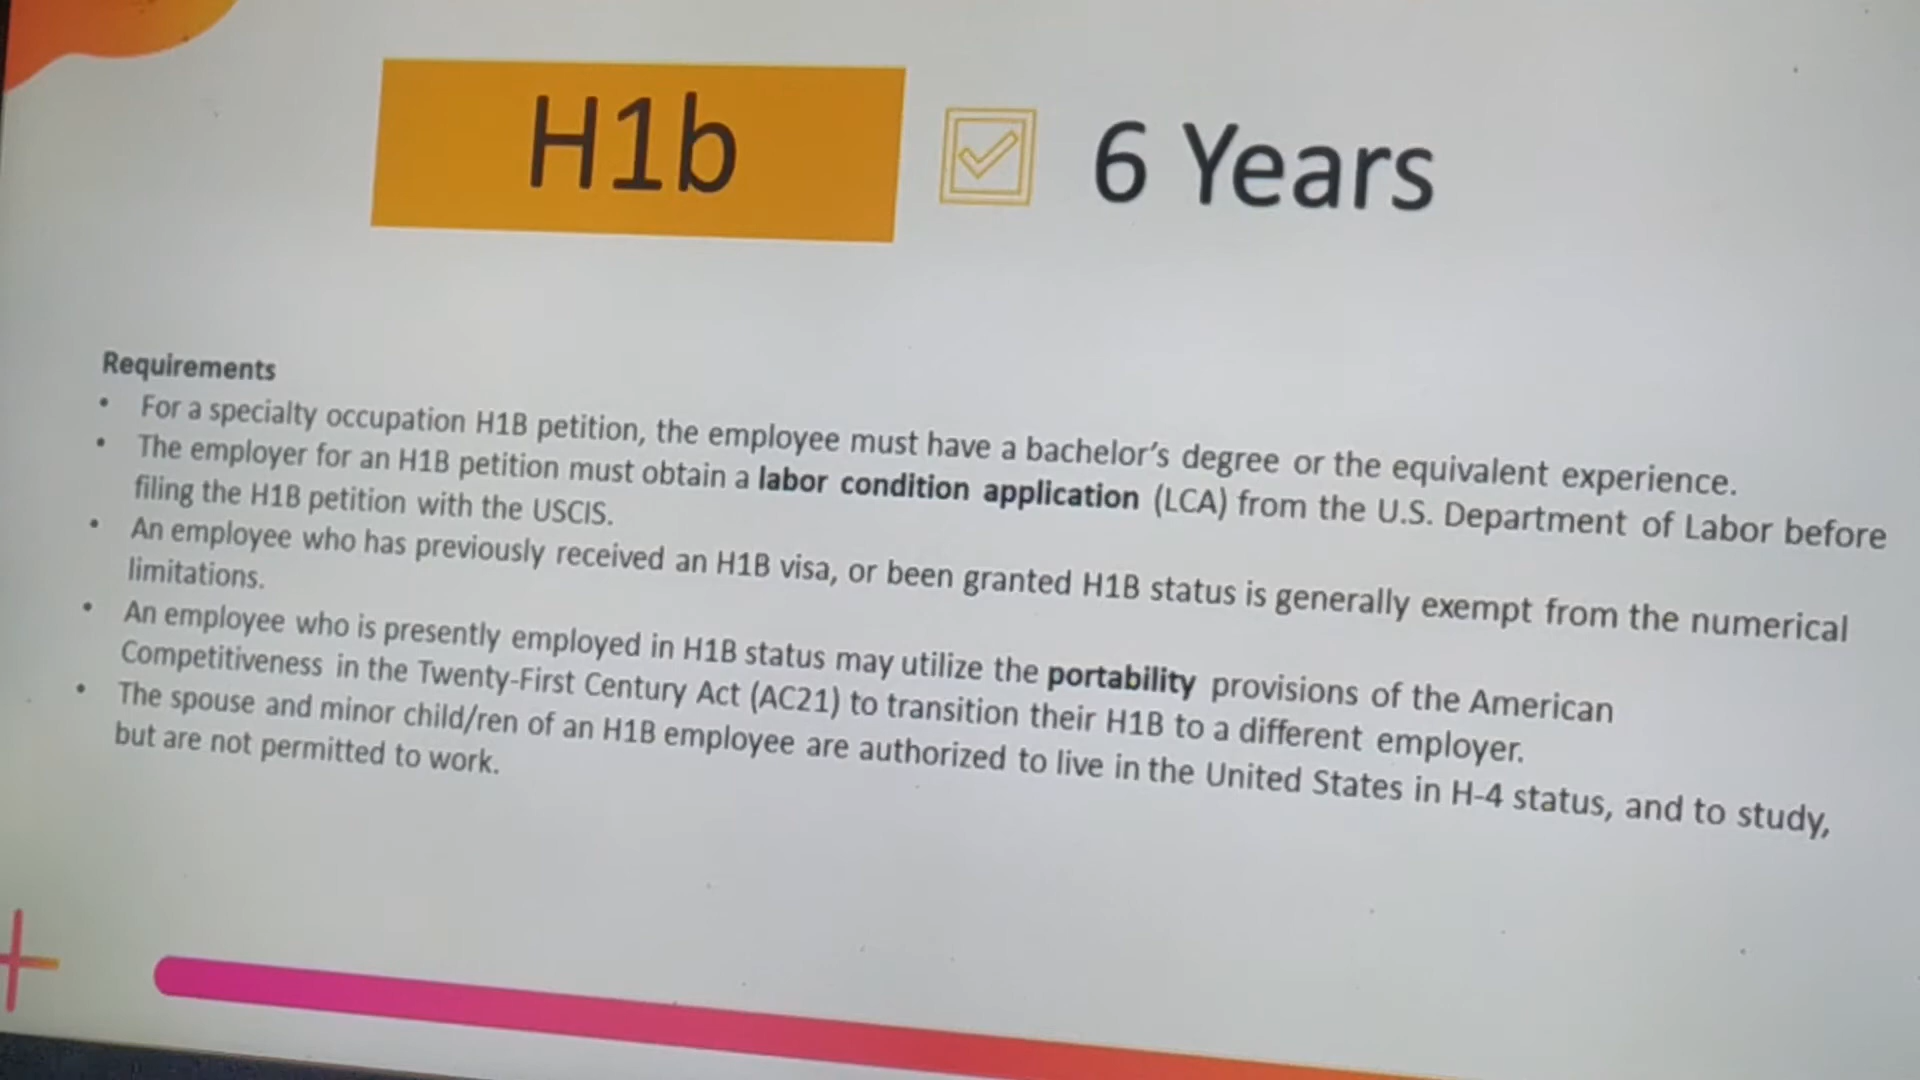 H1b
6 Years
Requirements
• For a specialty occupation H1B petition, the employee must have a bachelor's degree or the equivalent experience.
• The employer for an H1B petition must obtain a labor condition application (LCA) from the U.S. Department of Labor before
filing the H1B petition with the USCIS.
• An employee who has previously received an H1B visa, or been granted H1B status is generally exempt from the numerical
limitations.
• An employee who is presently employed in H1B status may utilize the portability provisions of the American
Competitiveness in the Twenty-First Century Act (AC21) to transition their H1B to a different employer.
• The spouse and minor child/ren of an H1B employee are authorized to live in the United States in H-4 status, and to study,
but are not permitted to work.